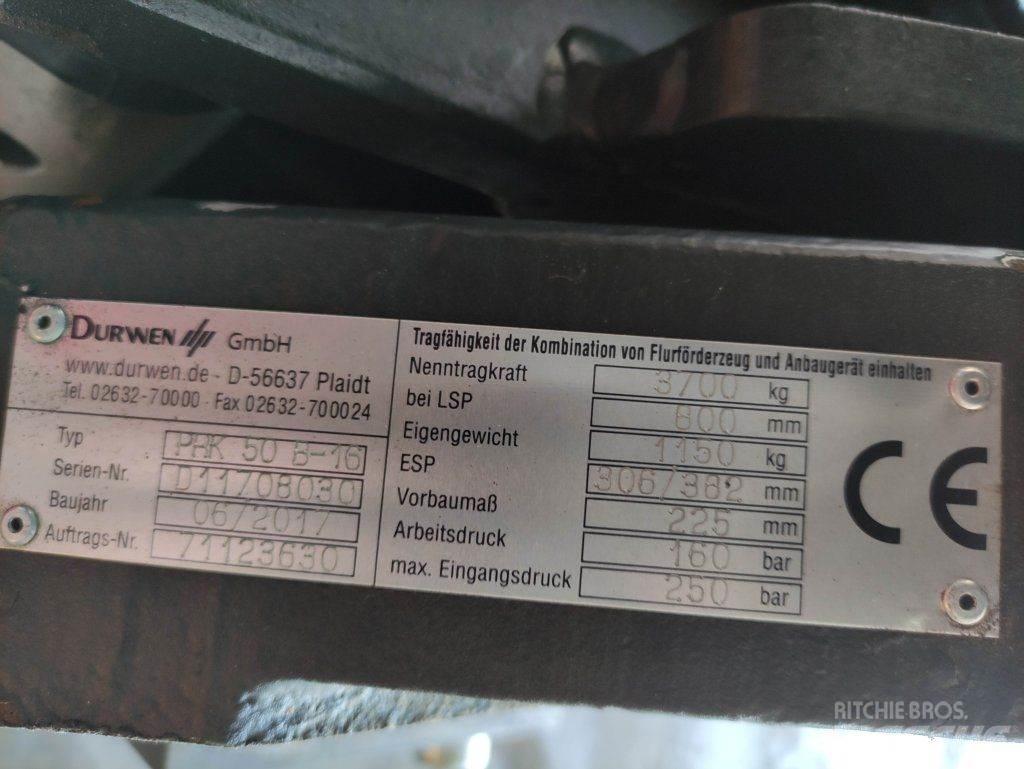 DURWEN GmbH
www.durwen.de - D-56637 Plaidt
Tel. 02632-70000 · Fax 02632-700024
Typ PRK 50 B-16
Serien-Nr. D11708030
Baujahr 06/2017
Auftrags-Nr. 71123630
Tragfähigkeit der Kombination von Flurförderzeug und Anbaugerät einhalten
Nenntragkraft 3700 kg
bei LSP 800 mm
Eigengewicht 1150 kg
ESP 306/382 mm
Vorbaumaß 225 mm
Arbeitsdruck 160 bar
max. Eingangsdruck 250 bar
CE
RITCHIE BROS.